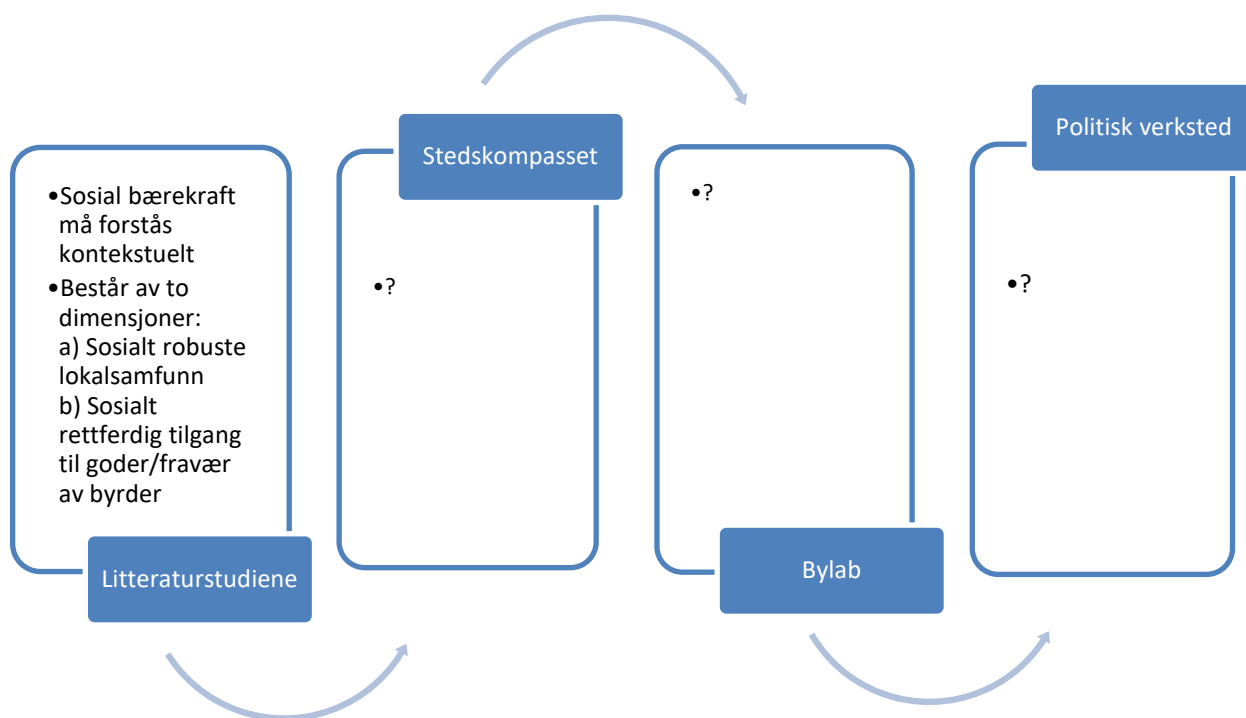 •Sosial bærekraft
må forstås
kontekstuelt
•Består av to
dimensjoner:
a) Sosialt robuste
lokalsamfunn
b) Sosialt
rettferdig tilgang
til goder/fravær
av byrder
Litteraturstudiene
Stedskompasset
•?
•?
Bylab
Politisk verksted
•?